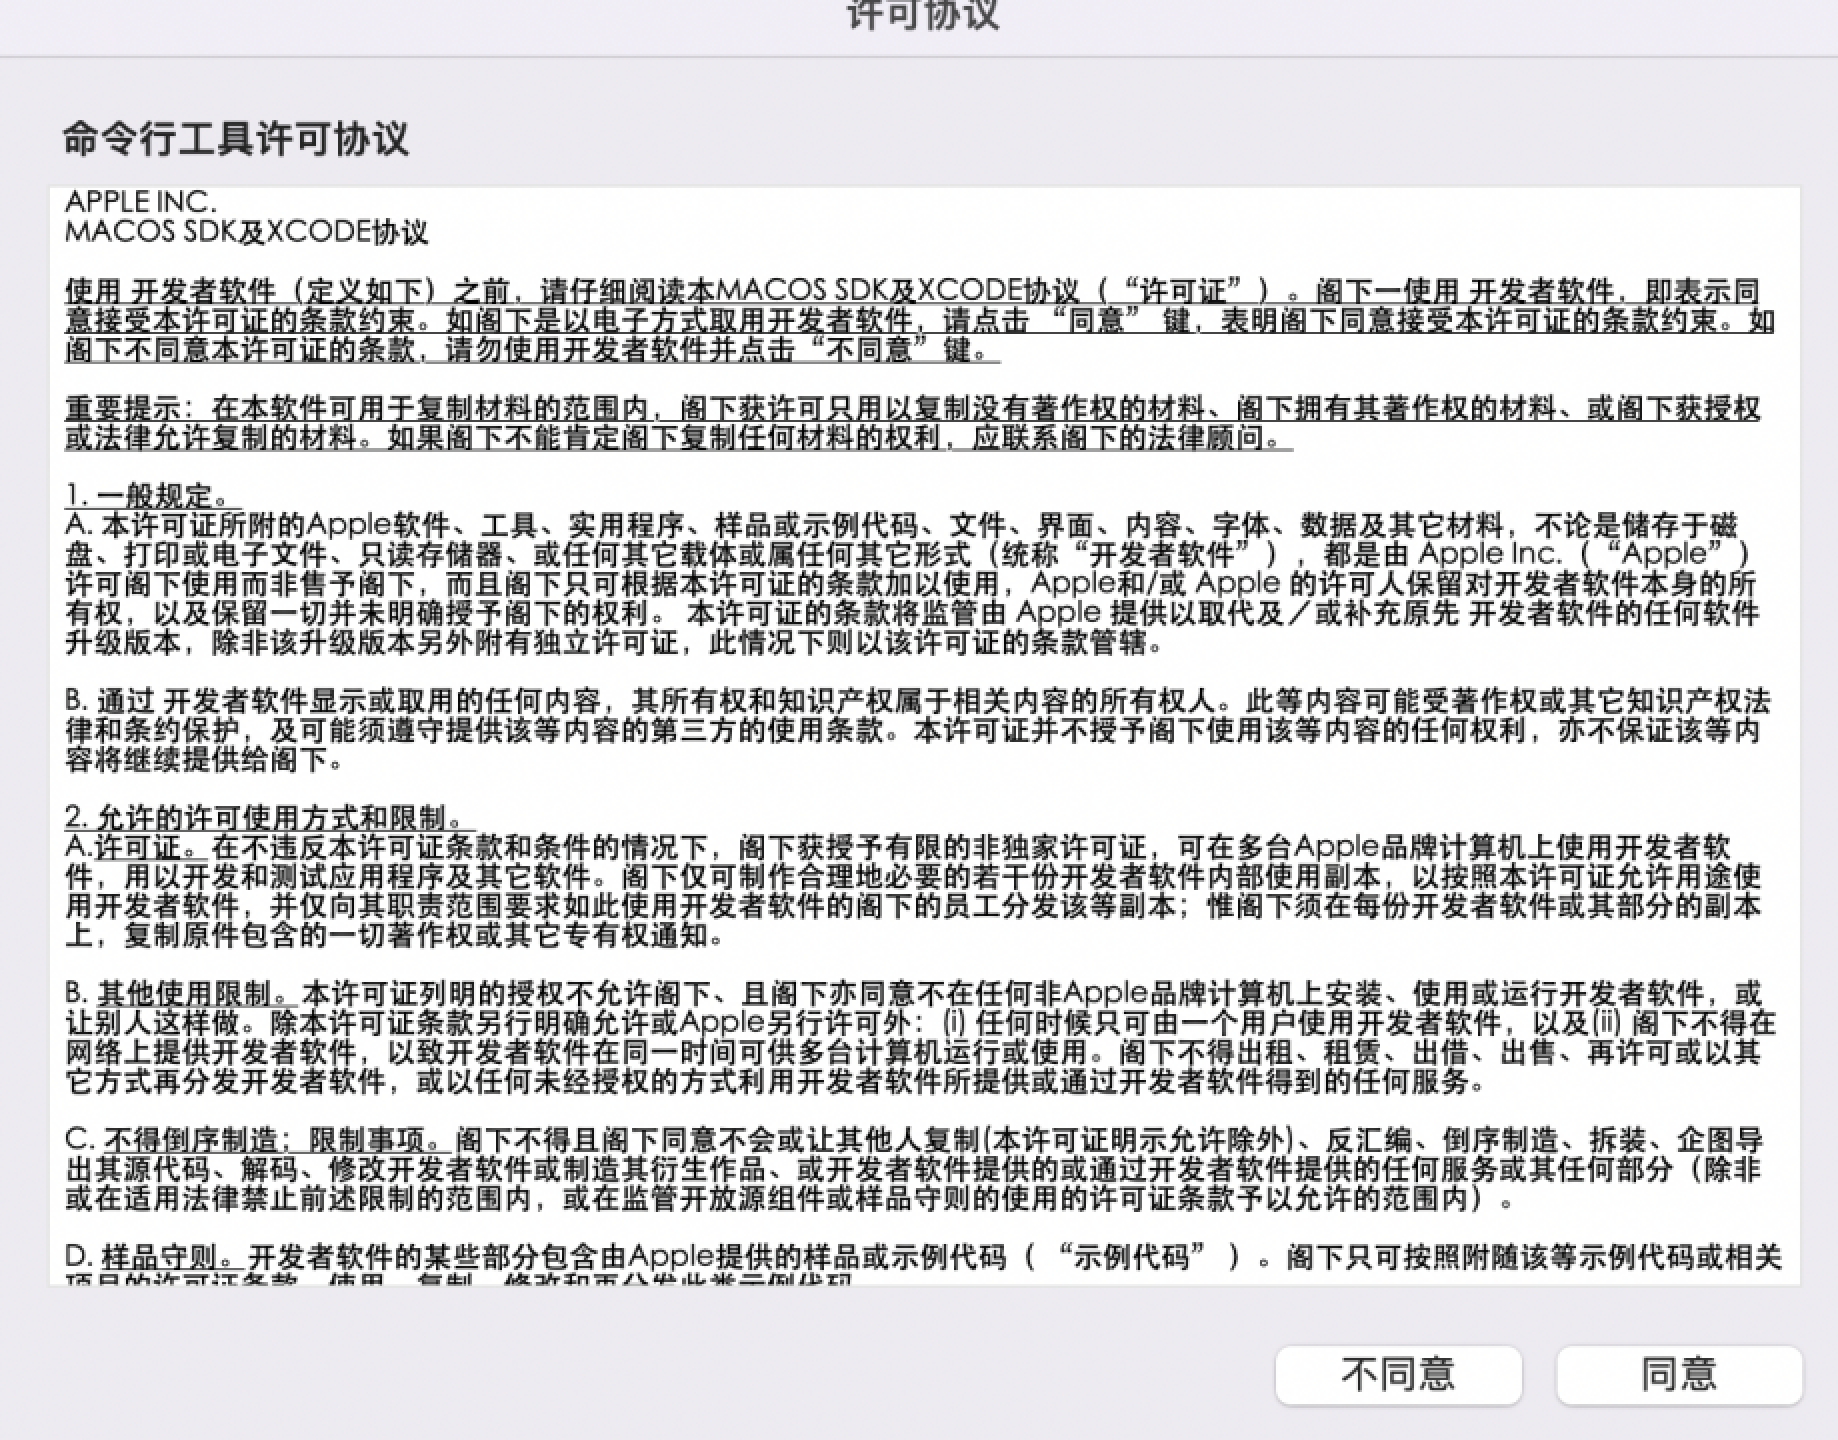 许可协议
命令行工具许可协议
APPLE INC.
MACOS SDK及XCODE协议
使用 开发者软件（定义如下）之前，请仔细阅读本MACOS SDK及XCODE协议（“许可证”）。阁下一使用 开发者软件，即表示同
意接受本许可证的条款约束。如阁下是以电子方式取用开发者软件，请点击 “同意” 键，表明阁下同意接受本许可证的条款约束。如
阁下不同意本许可证的条款，请勿使用开发者软件并点击“不同意”键。
重要提示：在本软件可用于复制材料的范围内，阁下获许可只用以复制没有著作权的材料、阁下拥有其著作权的材料、或阁下获授权
或法律允许复制的材料。如果阁下不能肯定阁下复制任何材料的权利，应联系阁下的法律顾问。
1. 一般规定。
A. 本许可证所附的Apple软件、工具、实用程序、样品或示例代码、文件、界面、内容、字体、数据及其它材料，不论是储存于磁
盘、打印或电子文件、只读存储器、或任何其它载体或属任何其它形式（统称“开发者软件”），都是由 Apple Inc.（“Apple”）
许可阁下使用而非售予阁下，而且阁下只可根据本许可证的条款加以使用，Apple和/或 Apple 的许可人保留对开发者软件本身的所
有权，以及保留一切并未明确授予阁下的权利。 本许可证的条款将监管由 Apple 提供以取代及／或补充原先 开发者软件的任何软件
升级版本，除非该升级版本另外附有独立许可证，此情况下则以该许可证的条款管辖。
B. 通过 开发者软件显示或取用的任何内容，其所有权和知识产权属于相关内容的所有权人。此等内容可能受著作权或其它知识产权法
律和条约保护，及可能须遵守提供该等内容的第三方的使用条款。本许可证并不授予阁下使用该等内容的任何权利，亦不保证该等内
容将继续提供给阁下。
2. 允许的许可使用方式和限制。
A.许可证。在不违反本许可证条款和条件的情况下，阁下获授予有限的非独家许可证，可在多台Apple品牌计算机上使用开发者软
件，用以开发和测试应用程序及其它软件。阁下仅可制作合理地必要的若干份开发者软件内部使用副本，以按照本许可证允许用途使
用开发者软件，并仅向其职责范围要求如此使用开发者软件的阁下的员工分发该等副本；惟阁下须在每份开发者软件或其部分的副本
上，复制原件包含的一切著作权或其它专有权通知。
B. 其他使用限制。本许可证列明的授权不允许阁下、且阁下亦同意不在任何非Apple品牌计算机上安装、使用或运行开发者软件，或
让别人这样做。除本许可证条款另行明确允许或Apple另行许可外：(i) 任何时候只可由一个用户使用开发者软件，以及(ii) 阁下不得在
网络上提供开发者软件，以致开发者软件在同一时间可供多台计算机运行或使用。阁下不得出租、租赁、出借、出售、再许可或以其
它方式再分发开发者软件，或以任何未经授权的方式利用开发者软件所提供或通过开发者软件得到的任何服务。
C. 不得倒序制造；限制事项。阁下不得且阁下同意不会或让其他人复制(本许可证明示允许除外)、反汇编、倒序制造、拆装、企图导
出其源代码、解码、修改开发者软件或制造其衍生作品、或开发者软件提供的或通过开发者软件提供的任何服务或其任何部分（除非
或在适用法律禁止前述限制的范围内，或在监管开放源组件或样品守则的使用的许可证条款予以允许的范围内）。
D. 样品守则。开发者软件的某些部分包含由Apple提供的样品或示例代码（ “示例代码” ）。阁下只可按照附随该等示例代码或相关
项目的许可证条款，使用、复制、修改和再分发此类示例代码
不同意
同意